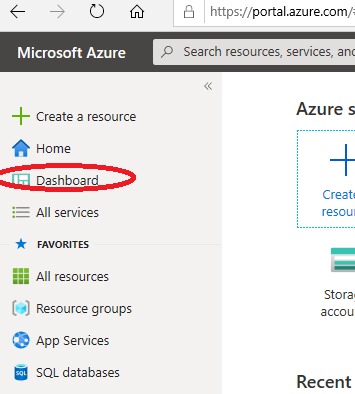 https://portal.azure.com/#
Microsoft Azure
Search resources, services, and
Create a resource
Home
Dashboard
All services
FAVORITES
All resources
Resource groups
App Services
SQL databases
Azure s
Create
resour
Storag
accou
Recent